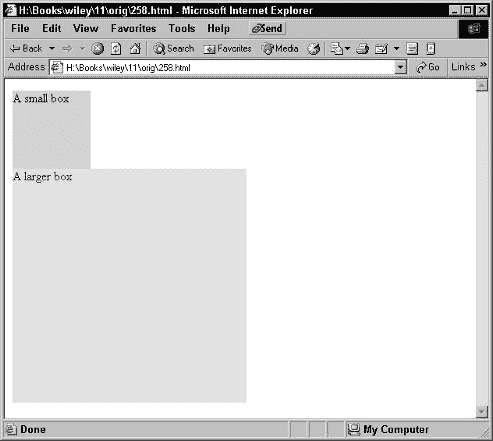 H:\Books\wiley\11\orig\258.html - Microsoft Internet Explorer
File Edit View Favorites Tools Help Send
Back Search Favorites Media
Address H:\Books\wiley\11\orig\258.html Go Links »
A small box
A larger box
Done My Computer